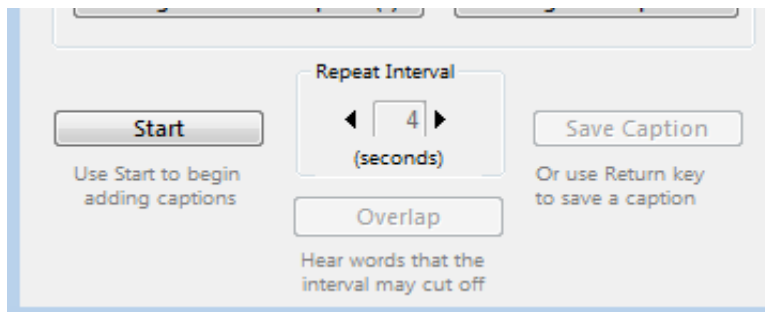 Repeat Interval
Start
4
Save Caption
(seconds)
Use Start to begin
adding captions
Or use Return key
to save a caption
Overlap
Hear words that the
interval may cut off